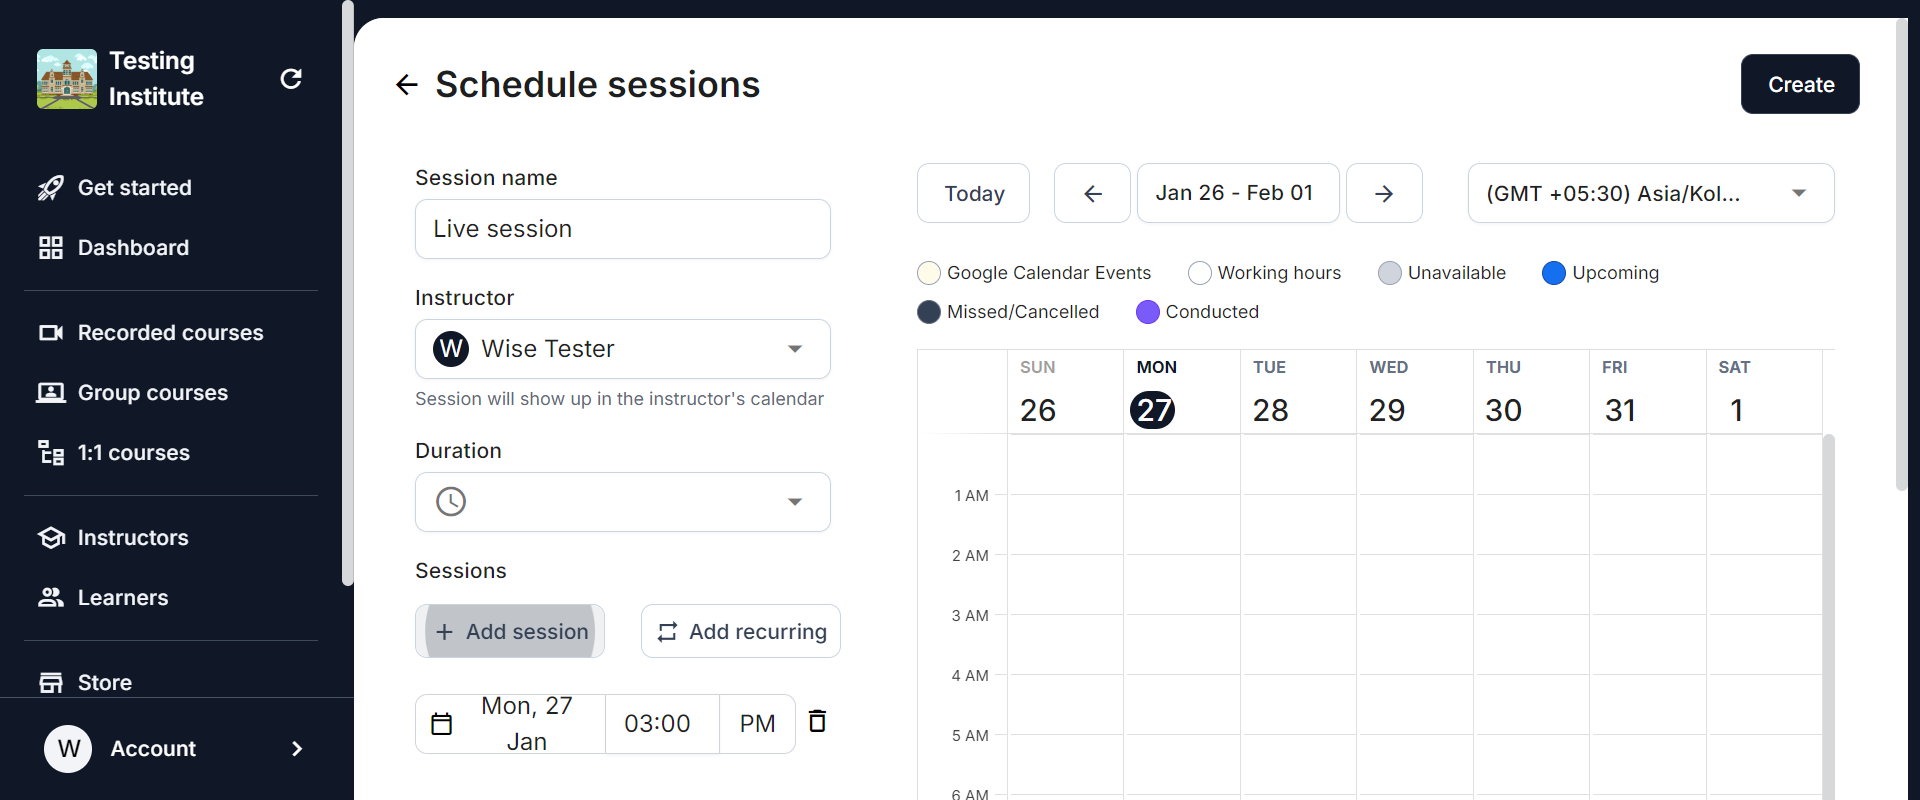 Testing
Institute
Get started
Dashboard
Recorded courses
Group courses
1:1 courses
Instructors
Learners
Store
W
Account
Schedule sessions
Create
Session name
Live session
Instructor
W Wise Tester
Session will show up in the instructor's calendar
Duration
Sessions
+ Add session
Add recurring
Mon, 27
Jan
03:00
PM
Today
Jan 26 - Feb 01
(GMT +05:30) Asia/Kol...
Google Calendar Events
Working hours
Unavailable
Upcoming
Missed/Cancelled
Conducted
SUN MON TUE WED THU FRI SAT
26 27 28 29 30 31 1
1 AM
2 AM
3 AM
4 AM
5 AM
6 AM